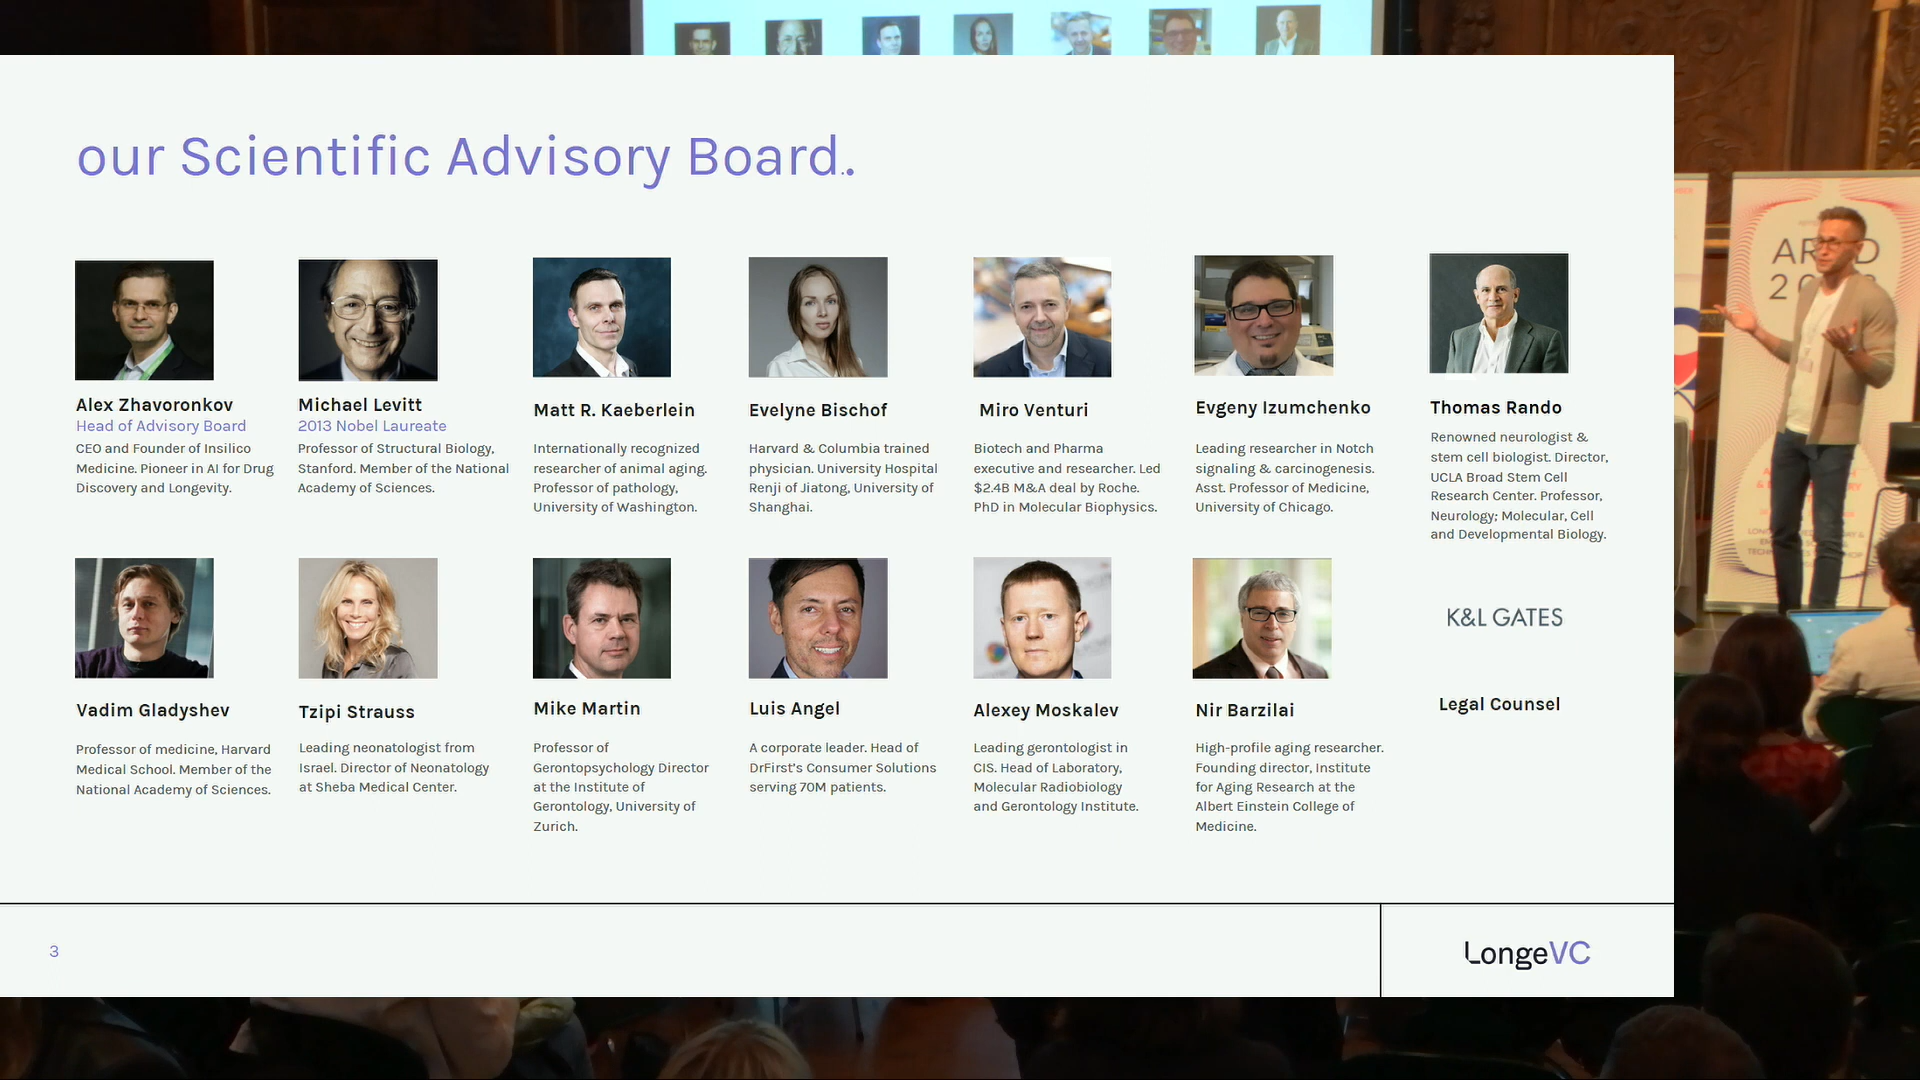 our Scientific Advisory Board..
Alex Zhavoronkov
Head of Advisory Board
CEO and Founder of Insilico
Medicine. Pioneer in AI for Drug
Discovery and Longevity.
Michael Levitt
2013 Nobel Laureate
Professor of Structural Biology,
Stanford. Member of the National
Academy of Sciences.
Matt R. Kaeberlein
Internationally recognized
researcher of animal aging.
Professor of pathology,
University of Washington.
Evelyne Bischof
Harvard & Columbia trained
physician. University Hospital
Renji of Jiatong, University of
Shanghai.
Miro Venturi
Biotech and Pharma
executive and researcher. Led
$2.4B M&A deal by Roche.
PhD in Molecular Biophysics.
Evgeny Izumchenko
Leading researcher in Notch
signaling & carcinogenesis.
Asst. Professor of Medicine,
University of Chicago.
Thomas Rando
Renowned neurologist &
stem cell biologist. Director,
UCLA Broad Stem Cell
Research Center. Professor,
Neurology; Molecular, Cell
and Developmental Biology.
Vadim Gladyshev
Professor of medicine, Harvard
Medical School. Member of the
National Academy of Sciences.
Tzipi Strauss
Leading neonatologist from
Israel. Director of Neonatology
at Sheba Medical Center.
Mike Martin
Professor of
Gerontopsychology Director
at the Institute of
Gerontology, University of
Zurich.
Luis Angel
A corporate leader. Head of
DrFirst's Consumer Solutions
serving 70M patients.
Alexey Moskalev
Leading gerontologist in
CIS. Head of Laboratory,
Molecular Radiobiology
and Gerontology Institute.
Nir Barzilai
High-profile aging researcher.
Founding director, Institute
for Aging Research at the
Albert Einstein College of
Medicine.
K&L GATES
Legal Counsel
3
LongeVC